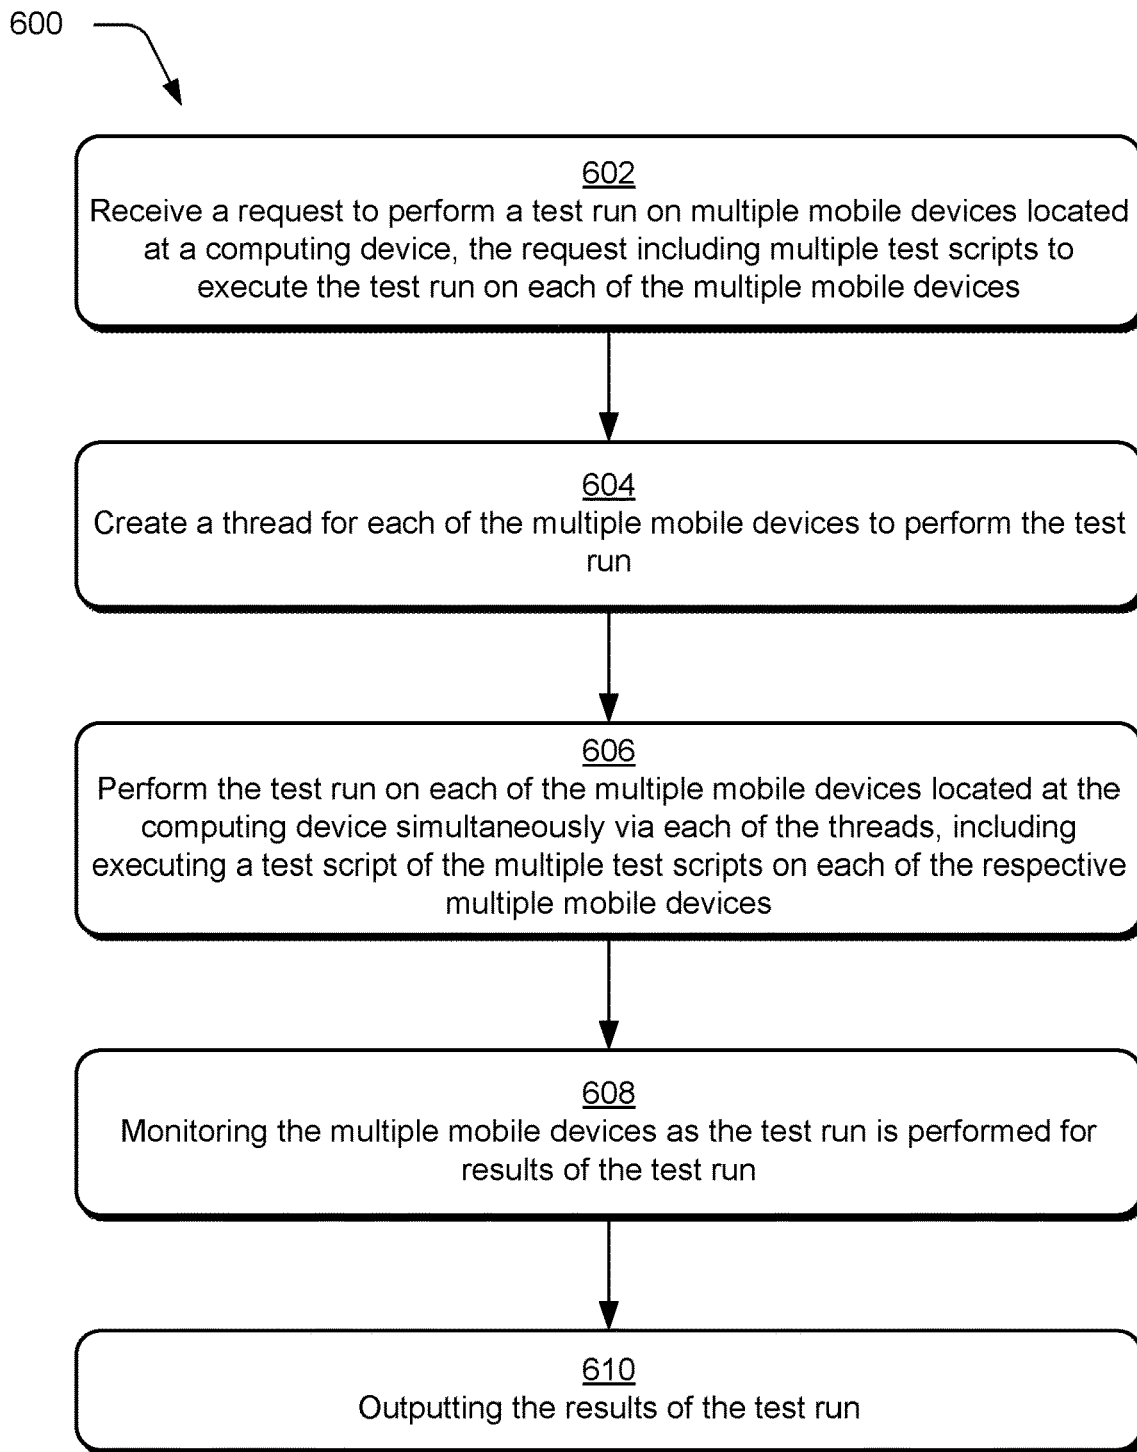 600
602
Receive a request to perform a test run on multiple mobile devices located
at a computing device, the request including multiple test scripts to
execute the test run on each of the multiple mobile devices
604
Create a thread for each of the multiple mobile devices to perform the test
run
606
Perform the test run on each of the multiple mobile devices located at the
computing device simultaneously via each of the threads, including
executing a test script of the multiple test scripts on each of the respective
multiple mobile devices
608
Monitoring the multiple mobile devices as the test run is performed for
results of the test run
610
Outputting the results of the test run